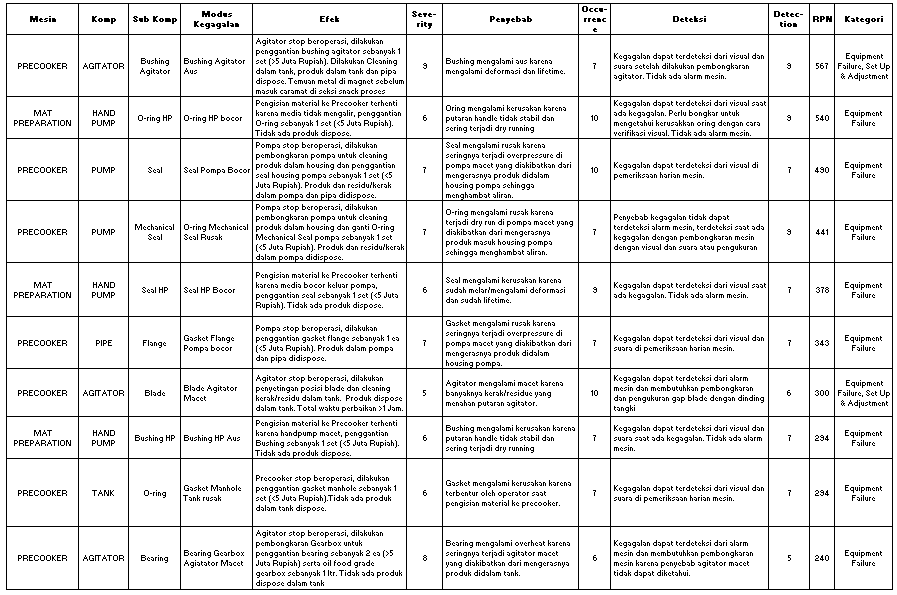 Mesin Komp Sub Komp Modus Kegagalan Efek Seve-rity Penyebab Occu-rrence Deteksi Detec-tion RPN Kategori
PRECOOKER AGITATOR Bushing Agitator Bushing Agitator Aus
Agitator stop beroperasi, dilakukan
penggantian bushing agitator sebanyak 1
set (>5 Juta Rupiah). Dilakukan Cleaning
dalam tank, produk dalam tank dan pipa
dispose. Temuan metal di magnet sebelum
masuk caramat di seksi snack proses
9
Bushing mengalami aus karena
mengalami deformasi dan lifetime.
7
Kegagalan dapat terdeteksi dari visual dan
suara setelah dilakukan pembongkaran
agitator. Tidak ada alarm mesin.
9 567
Equipment
Failure, Set Up
& Adjustment
MAT PREPARATION HAND PUMP O-ring HP O-ring HP bocor
Pengisian material ke Precooker terhenti
karena media tidak mengalir, penggantian
O-ring sebanyak 1 set (<5 Juta Rupiah).
Tidak ada produk dispose.
6
Oring mengalami kerusakan karena
putaran handle tidak stabil dan
sering terjadi dry running
10
Kegagalan dapat terdeteksi dari visual saat
ada kegagalan. Perlu bongkar untuk
mengetahui kerusakkan oring dengan cara
verifikasi visual. Tidak ada alarm mesin.
9 540
Equipment
Failure
PRECOOKER PUMP Seal Seal Pompa Bocor
Pompa stop beroperasi, dilakukan
pembongkaran pompa untuk cleaning
produk dalam housing dan penggantian
seal housing pompa sebanyak 1 set (<5
Juta Rupiah). Produk dan residu/kerak
dalam pompa dan pipa didispose.
7
Seal mengalami rusak karena
seringnya terjadi overpressure di
pompa macet yang diakibatkan dari
mengerasnya produk didalam
housing pompa sehingga
menghambat aliran.
10
Kegagalan dapat terdeteksi dari visual di
pemeriksaan harian mesin.
7 490
Equipment
Failure
PRECOOKER PUMP Mechanical Seal O-ring Mechanical Seal Rusak
Pompa stop beroperasi, dilakukan
pembongkaran pompa untuk cleaning
produk dalam housing dan ganti O-ring
Mechanical Seal pompa sebanyak 1 set
(<5 Juta Rupiah). Produk dan residu/kerak
dalam pompa didispose.
7
O-ring mengalami rusak karena
terjadi dry run di pompa macet yang
diakibatkan dari mengerasnya
produk masuk housing pompa
sehingga menghambat aliran.
7
Penyebab kegagalan tidak dapat
terdeteksi alarm mesin, terdeteksi saat ada
kegagalan dengan pembongkaran mesin
dengan visual dan suara atau pengukuran
9 441
Equipment
Failure
MAT PREPARATION HAND PUMP Seal HP Seal HP Bocor
Pengisian material ke Precooker terhenti
karena media bocor keluar pompa,
penggantian seal sebanyak 1 set (<5 Juta
Rupiah). Tidak ada produk dispose.
6
Seal mengalami kerusakan karena
sudah melar/mengalami deformasi
dan sudah lifetime.
9
Kegagalan dapat terdeteksi dari visual saat
ada kegagalan. Tidak ada alarm mesin.
7 378
Equipment
Failure
PRECOOKER PIPE Flange Gasket Flange Pompa bocor
Pompa stop beroperasi, dilakukan
penggantian gasket flange sebanyak 1 ea
(<5 Juta Rupiah). Produk dalam pompa
dan pipa didispose.
7
Gasket mengalami rusak karena
seringnya terjadi overpressure di
pompa macet yang diakibatkan dari
mengerasnya produk didalam
housing pompa.
7
Kegagalan dapat terdeteksi dari visual dan
suara di pemeriksaan harian mesin.
7 343
Equipment
Failure
PRECOOKER AGITATOR Blade Blade Agitator Macet
Agitator stop beroperasi, dilakukan
penyetingan posisi blade dan cleaning
kerak/residu dalam tank. Produk dispose
dalam tank. Total waktu perbaikan >1 Jam.
5
Agitator mengalami macet karena
banyaknya kerak/residue yang
menahan putaran agitator.
10
Kegagalan dapat terdeteksi dari alarm
mesin dan membutuhkan pembongkaran
dan pengukuran gap blade dengan dinding
tangki
6 300
Equipment
Failure, Set Up
& Adjustment
MAT PREPARATION HAND PUMP Bushing HP Bushing HP Aus
Pengisian material ke Precooker terhenti
karena handpump macet, penggantian
Bushing sebanyak 1 set (<5 Juta Rupiah).
Tidak ada produk dispose.
6
Bushing mengalami kerusakan karena
putaran handle tidak stabil dan
sering terjadi dry running
7
Kegagalan dapat terdeteksi dari visual dan
suara saat ada kegagalan. Tidak ada alarm
mesin.
7 294
Equipment
Failure
PRECOOKER TANK O-ring Gasket Manhole Tank rusak
Precooker stop beroperasi, dilakukan
penggantian gasket manhole sebanyak 1
set (<5 Juta Rupiah).Tidak ada produk
dalam tank dispose.
6
Gasket mengalami kerusakan karena
terbentur oleh operator saat
pengisian material ke precooker.
7
Kegagalan dapat terdeteksi dari visual dan
suara di pemeriksaan harian mesin.
7 294
Equipment
Failure
PRECOOKER AGITATOR Bearing Bearing Gearbox Agiatator Macet
Agitator stop beroperasi, dilakukan
pembongkaran Gearbox untuk
penggantian bearing sebanyak 2 ea (>5
Juta Rupiah) serta oil food grade
gearbox sebanyak 1 ltr. Tidak ada produk
dispose dalam tank
8
Bearing mengalami overheat karena
seringnya terjadi agitator macet
yang diakibatkan dari mengerasnya
produk didalam tank.
6
Kegagalan dapat terdeteksi dari alarm
mesin dan membutuhkan pembongkaran
mesin karena penyebab agitator macet
tidak dapat diketahui.
5 240
Equipment
Failure